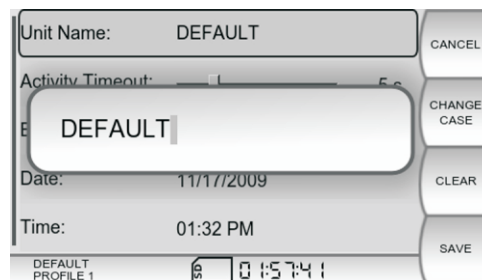 Unit Name: DEFAULT
CANCEL
Activity Timeout: 5 s
CHANGE
CASE
DEFAULT
Date: 11/17/2009
CLEAR
Time: 01:32 PM
SAVE
DEFAULT
PROFILE 1
SD
01:57:41